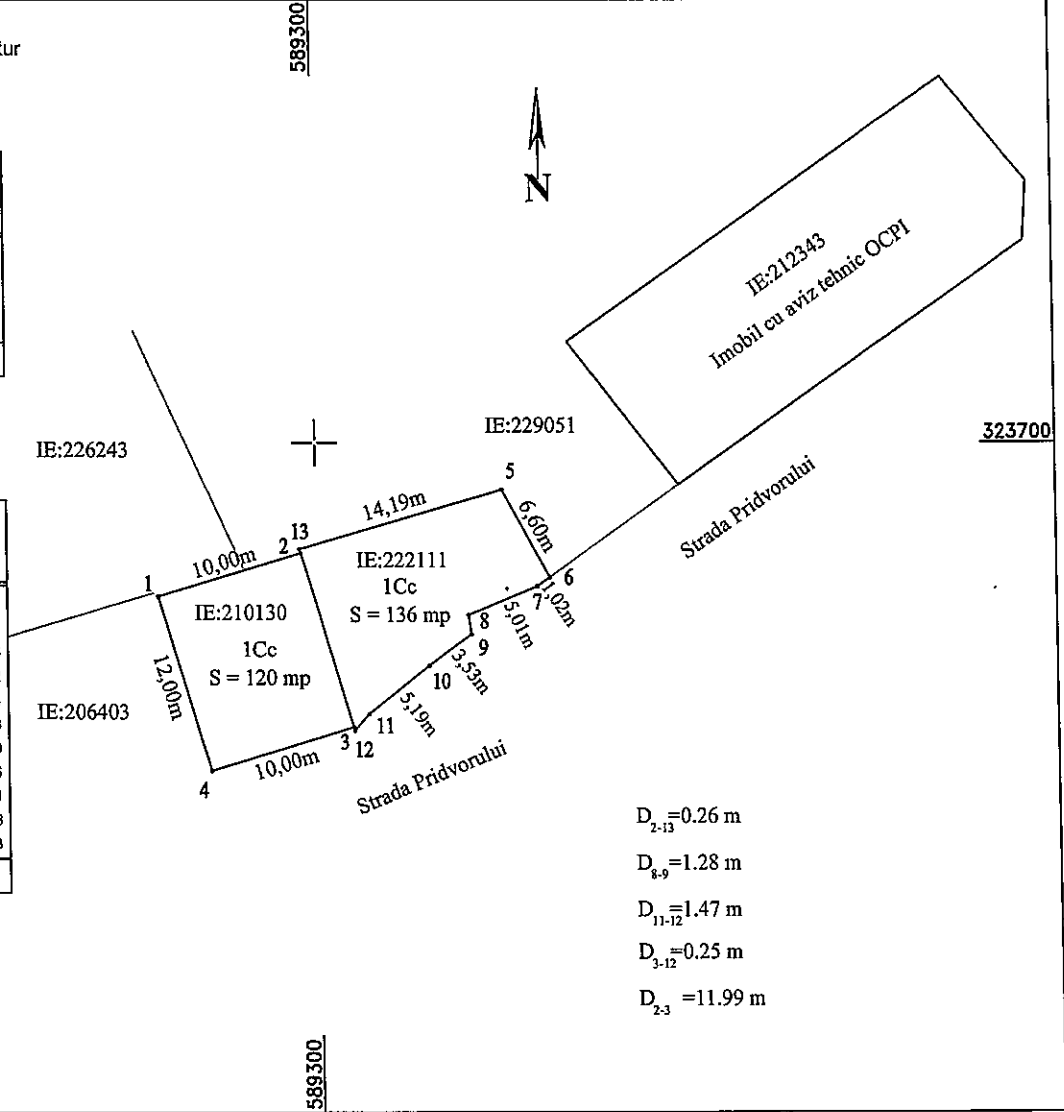 589300
tur
N
IE:212343
Imobil cu aviz tehnic OCPI
IE:226243
IE:229051
323700
5
14,19m
6,60m
Strada Pridvorului
13
2
10,00m
1
IE:222111
1Cc
S = 136 mp
6
1,02m
7
5,01m
8
9
IE:210130
1Cc
S = 120 mp
12,00m
3,53m
10
5,19m
11
IE:206403
3
12
10,00m
4
Strada Pridvorului
D2-13=0.26 m
D8-9=1.28 m
D11-12=1.47 m
D3-12=0.25 m
D2-3 =11.99 m
589300